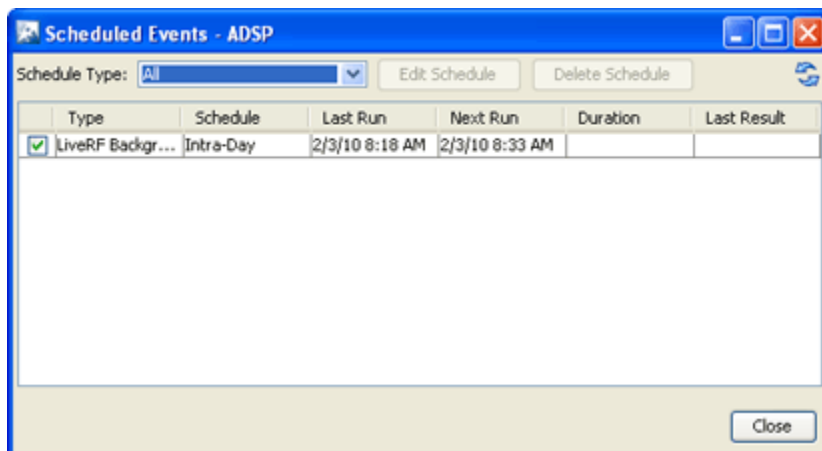 Scheduled Events - ADSP
Schedule Type: All Edit Schedule Delete Schedule
Type Schedule Last Run Next Run Duration Last Result
LiveRF Backgr... Intra-Day 2/3/10 8:18 AM 2/3/10 8:33 AM
Close